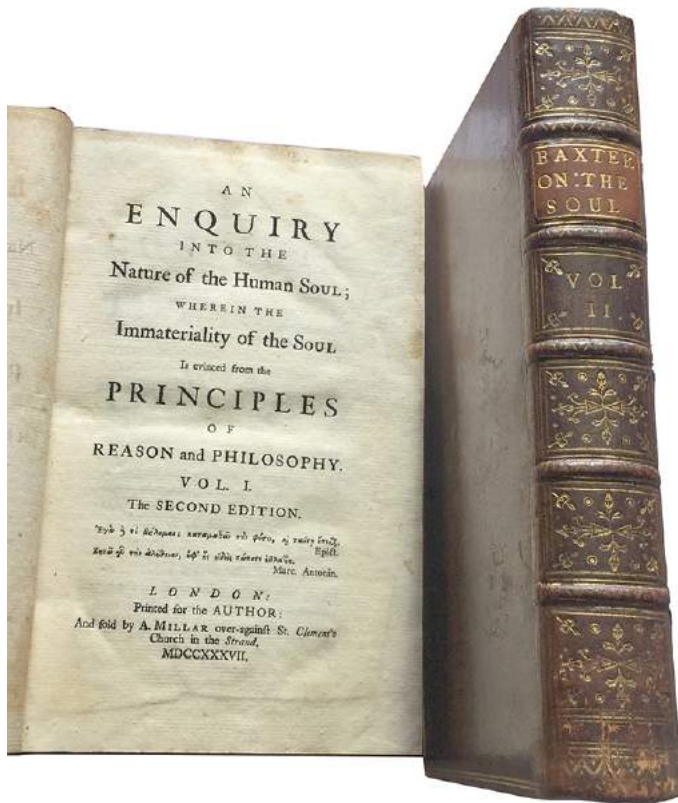 AN
ENQUIRY
INTO THE
Nature of the Human SOUL;
WHEREIN THE
Immateriality of the SOUL
Is evinced from the
PRINCIPLES
OF
REASON and PHILOSOPHY.
VOL. I.
The SECOND EDITION.
Epict.
Marc. Antonin.
LONDON:
Printed for the AUTHOR:
And sold by A. MILLAR over-against St. Clement's
Church in the Strand,
MDCCXXXVII.
BAXTER
ON:THE
SOUL
VOL
II